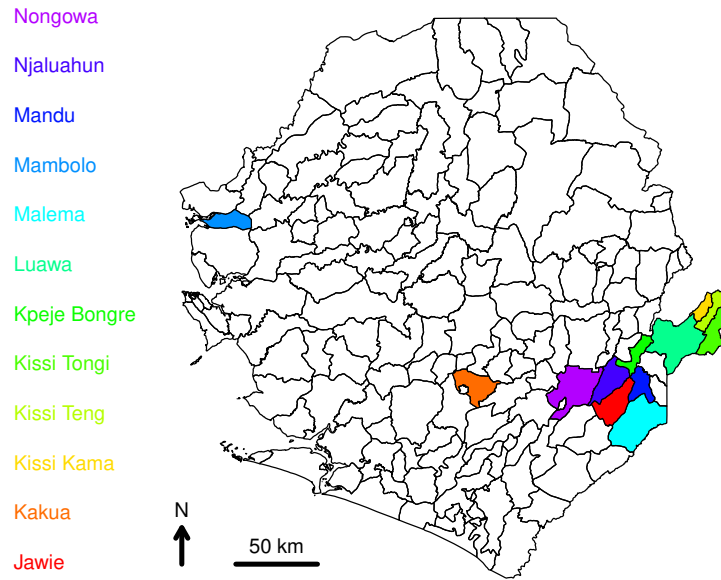 Nongowa
Njaluahun
Mandu
Mambolo
Malema
Luawa
Kpeje Bongre
Kissi Tongi
Kissi Teng
Kissi Kama
Kakua
Jawie
N
50 km